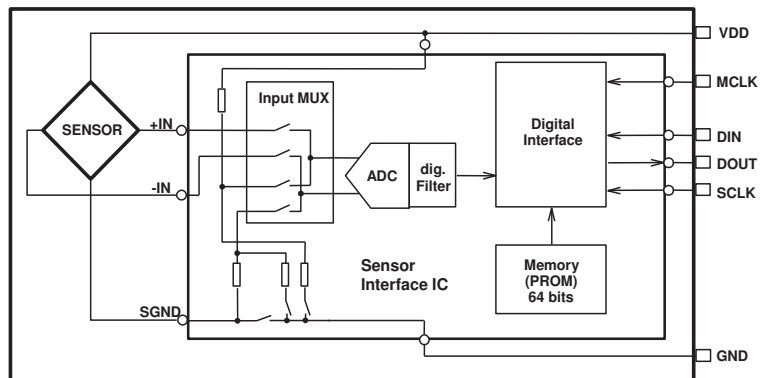 VDD
MCLK
Input MUX
+IN
SENSOR
DIN
Digital
Interface
DOUT
ADC
dig.
Filter
-IN
SCLK
Sensor
Interface IC
Memory
(PROM)
64 bits
SGND
GND